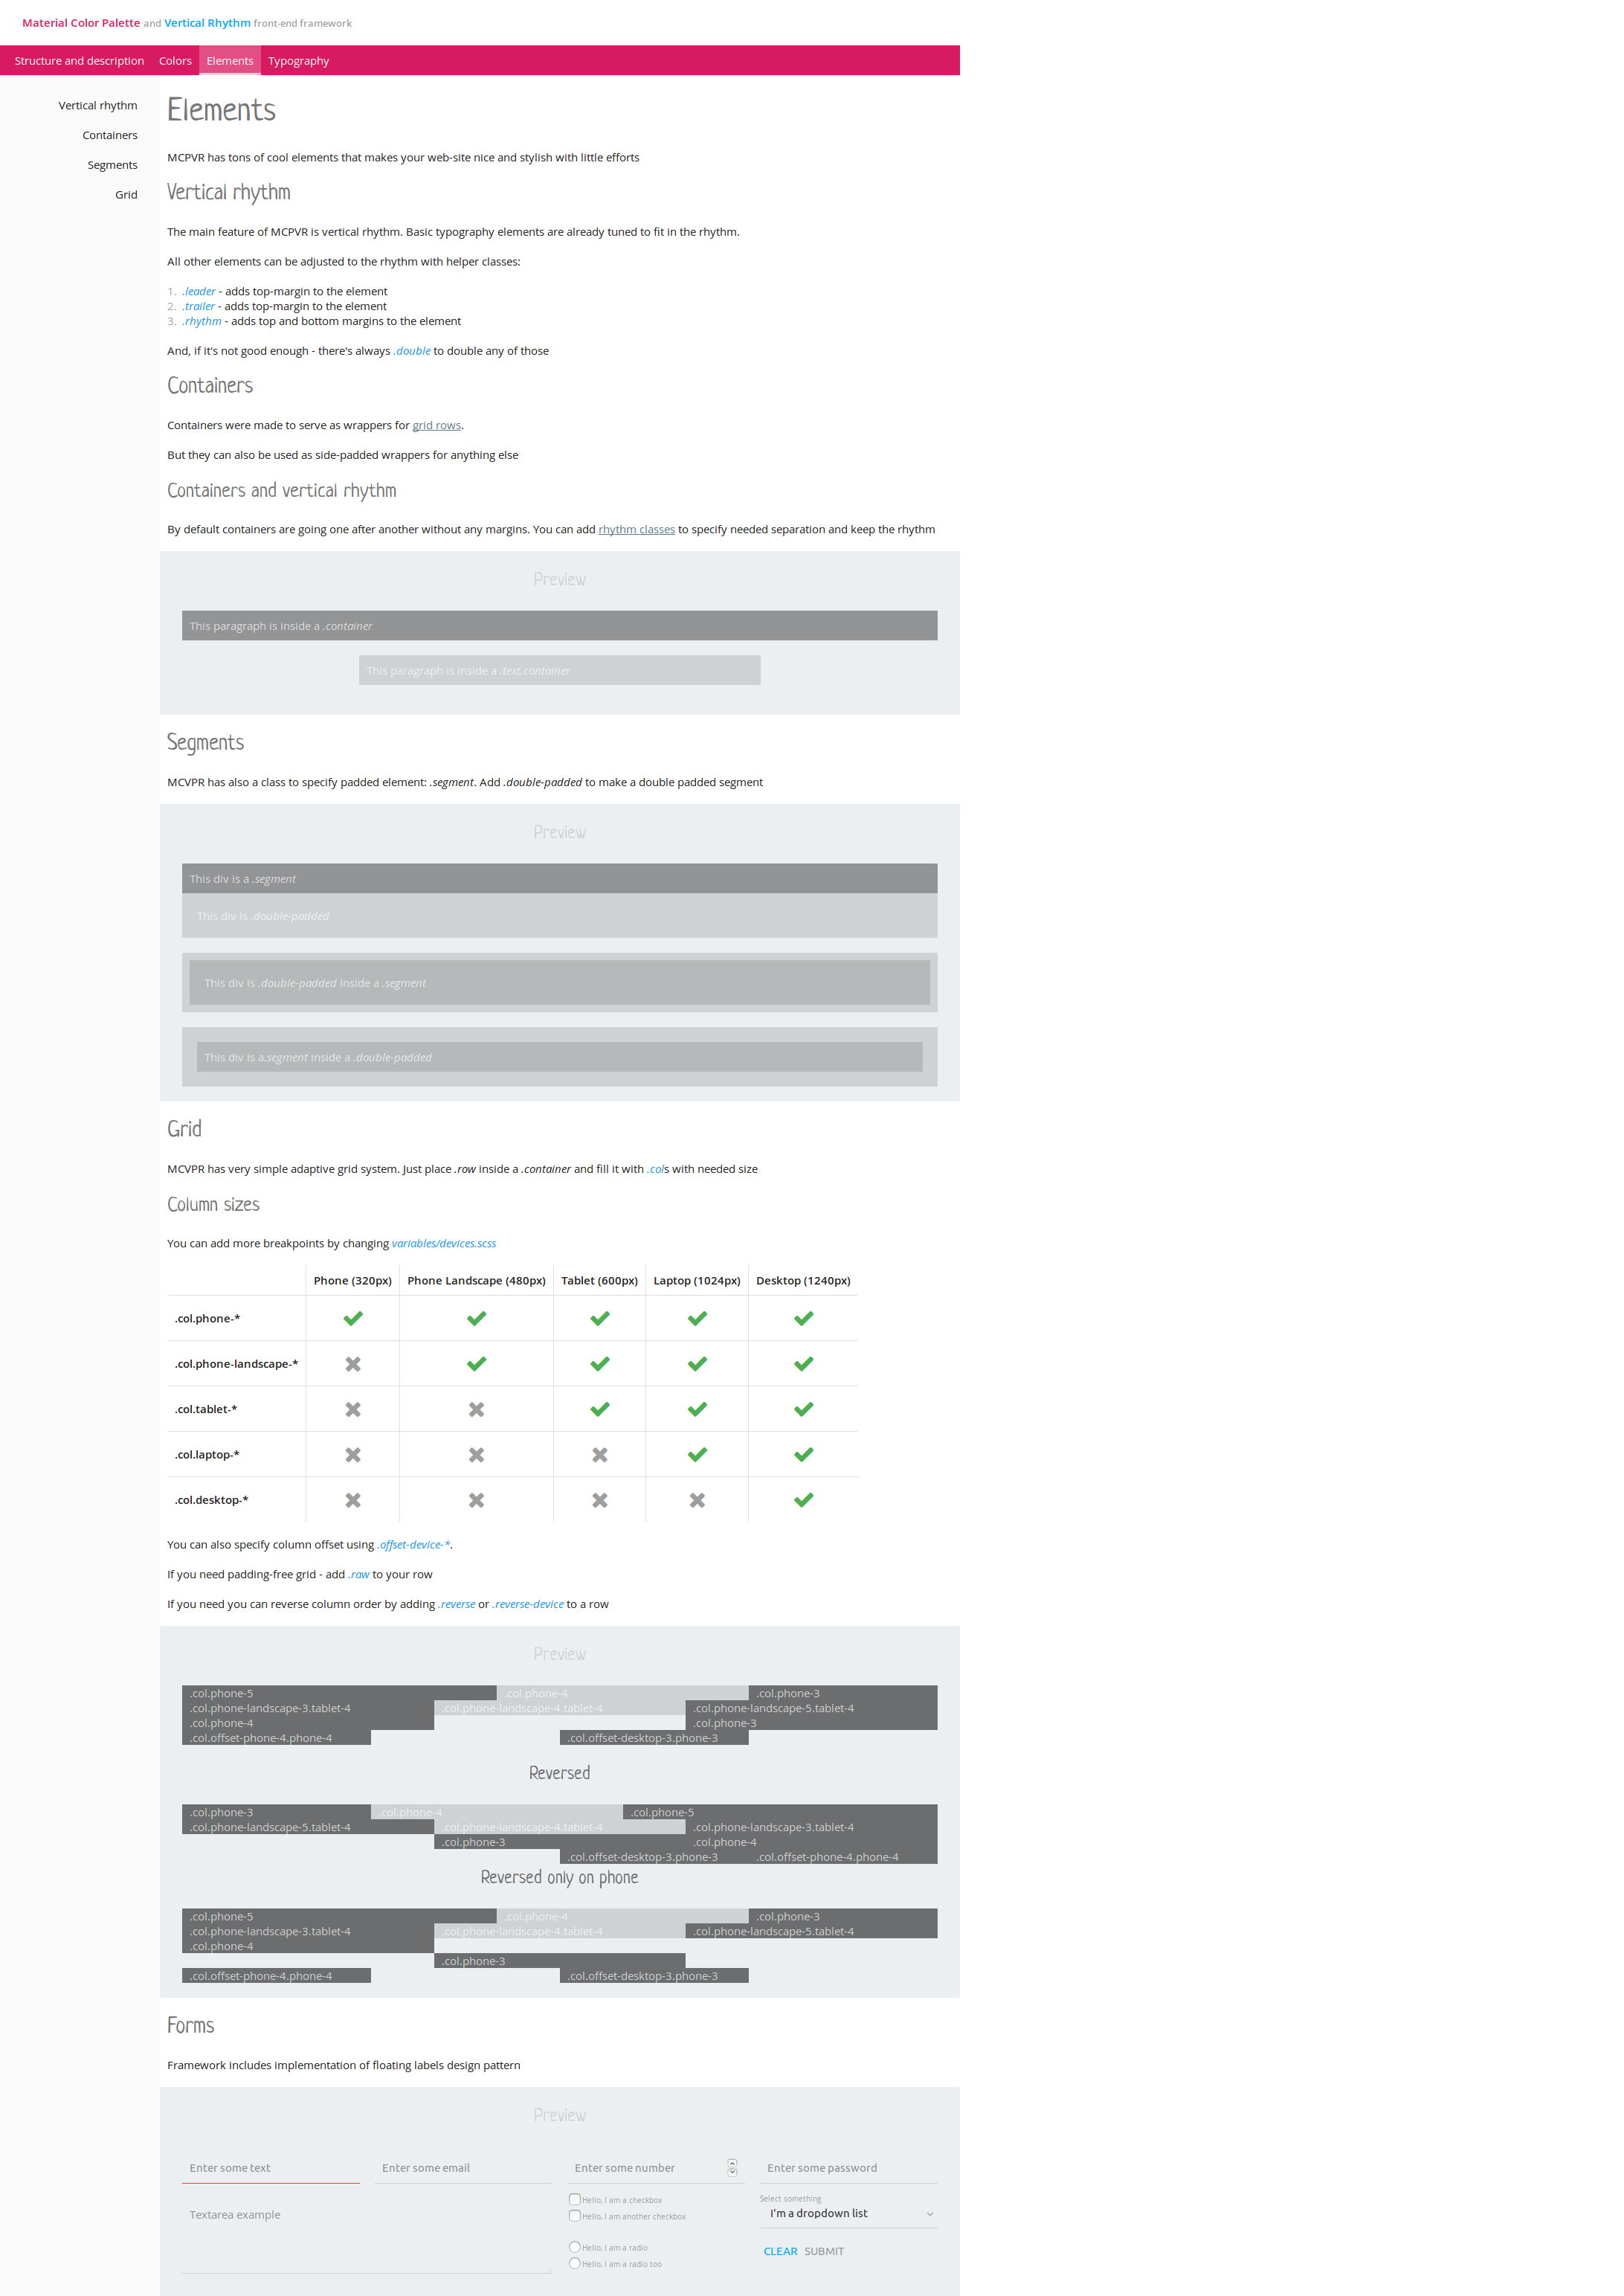 Material Color Palette and Vertical Rhythm front-end framework
Structure and description Colors Elements Typography
Vertical rhythm
Containers
Segments
Grid
Elements
MCPVR has tons of cool elements that makes your web-site nice and stylish with little efforts
Vertical rhythm
The main feature of MCPVR is vertical rhythm. Basic typography elements are already tuned to fit in the rhythm.
All other elements can be adjusted to the rhythm with helper classes:
1. .leader - adds top-margin to the element
2. .trailer - adds top-margin to the element
3. .rhythm - adds top and bottom margins to the element
And, if it's not good enough - there's always .double to double any of those
Containers
Containers were made to serve as wrappers for grid rows.
But they can also be used as side-padded wrappers for anything else
Containers and vertical rhythm
By default containers are going one after another without any margins. You can add rhythm classes to specify needed separation and keep the rhythm
Preview
This paragraph is inside a .container
This paragraph is inside a .text.container
Segments
MCVPR has also a class to specify padded element: .segment. Add .double-padded to make a double padded segment
Preview
This div is a .segment
This div is .double-padded
This div is .double-padded inside a .segment
This div is a.segment inside a .double-padded
Grid
MCVPR has very simple adaptive grid system. Just place .row inside a .container and fill it with .cols with needed size
Column sizes
You can add more breakpoints by changing variables/devices.scss
Phone (320px) Phone Landscape (480px) Tablet (600px) Laptop (1024px) Desktop (1240px)
.col.phone-*
.col.phone-landscape-*
.col.tablet-*
.col.laptop-*
.col.desktop-*
You can also specify column offset using .offset-device-*.
If you need padding-free grid - add .raw to your row
If you need you can reverse column order by adding .reverse or .reverse-device to a row
Preview
.col.phone-5 .col.phone-4 .col.phone-3
.col.phone-landscape-3.tablet-4 .col.phone-landscape-4.tablet-4 .col.phone-landscape-5.tablet-4
.col.phone-4 .col.phone-3
.col.offset-phone-4.phone-4 .col.offset-desktop-3.phone-3
Reversed
.col.phone-3 .col.phone-4 .col.phone-5
.col.phone-landscape-5.tablet-4 .col.phone-landscape-4.tablet-4 .col.phone-landscape-3.tablet-4
.col.phone-3 .col.phone-4
.col.offset-desktop-3.phone-3 .col.offset-phone-4.phone-4
Reversed only on phone
.col.phone-5 .col.phone-4 .col.phone-3
.col.phone-landscape-3.tablet-4 .col.phone-landscape-4.tablet-4 .col.phone-landscape-5.tablet-4
.col.phone-4
.col.phone-3
.col.offset-phone-4.phone-4 .col.offset-desktop-3.phone-3
Forms
Framework includes implementation of floating labels design pattern
Preview
Enter some text Enter some email Enter some number Enter some password
Textarea example
Hello, I am a checkbox
Hello, I am another checkbox
Hello, I am a radio
Hello, I am a radio too
Select something
I'm a dropdown list
CLEAR SUBMIT